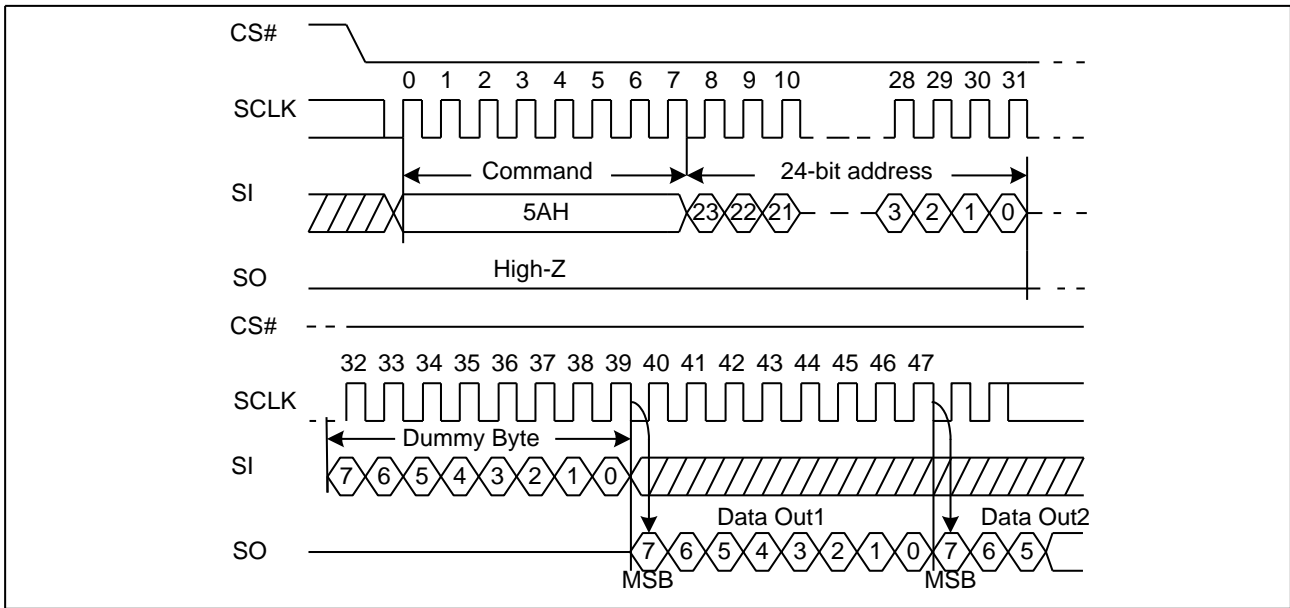 CS#
0 1 2 3 4 5 6 7 8 9 10 28 29 30 31
SCLK
Command 24-bit address
SI
5AH 23 22 21 3 2 1 0
High-Z
SO
CS#
32 33 34 35 36 37 38 39 40 41 42 43 44 45 46 47
SCLK
Dummy Byte
SI
7 6 5 4 3 2 1 0
Data Out1 Data Out2
SO
7 6 5 4 3 2 1 0 7 6 5
MSB MSB